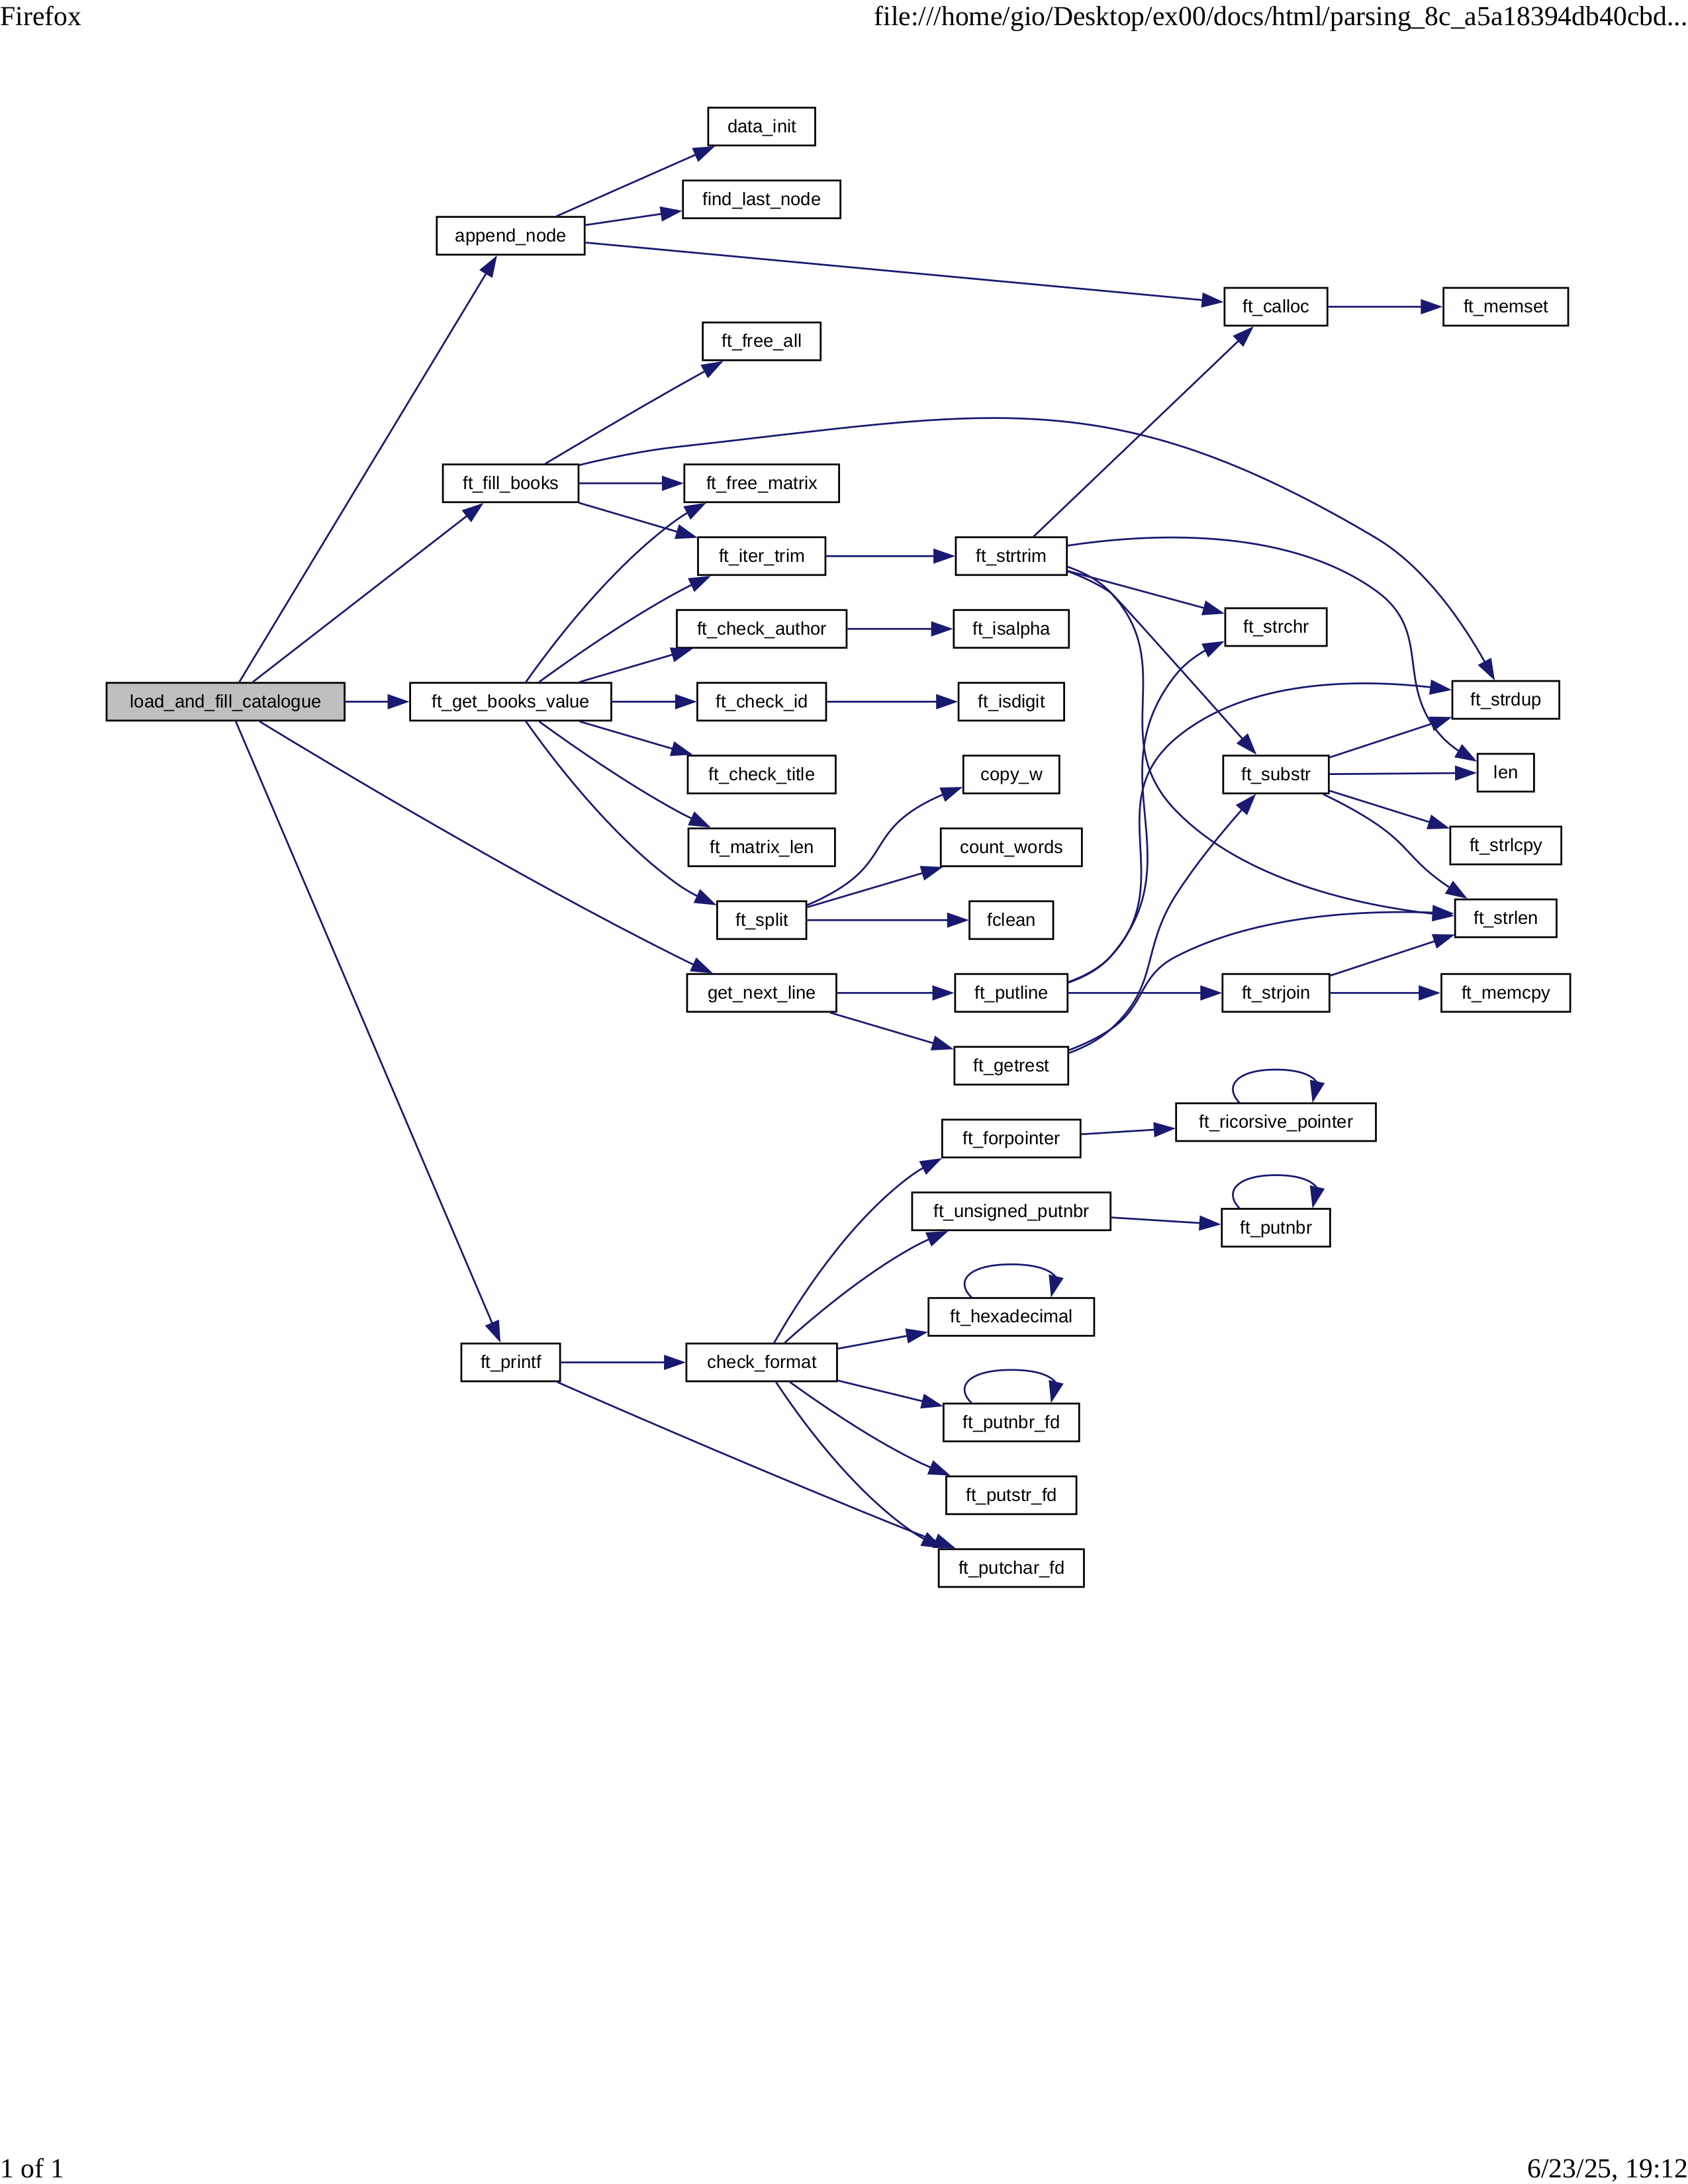 Firefox
file:///home/gio/Desktop/ex00/docs/html/parsing_8c_a5a18394db40cbd...
data_init
find_last_node
append_node
ft_calloc
ft_memset
ft_free_all
ft_fill_books
ft_free_matrix
ft_iter_trim
ft_strtrim
ft_check_author
ft_isalpha
ft_strchr
load_and_fill_catalogue
ft_get_books_value
ft_check_id
ft_isdigit
ft_strdup
ft_check_title
copy_w
ft_substr
len
ft_matrix_len
count_words
ft_strlcpy
ft_split
fclean
ft_strlen
get_next_line
ft_putline
ft_strjoin
ft_memcpy
ft_getrest
ft_forpointer
ft_ricorsive_pointer
ft_unsigned_putnbr
ft_putnbr
ft_hexadecimal
ft_printf
check_format
ft_putnbr_fd
ft_putstr_fd
ft_putchar_fd
1 of 1
6/23/25, 19:12